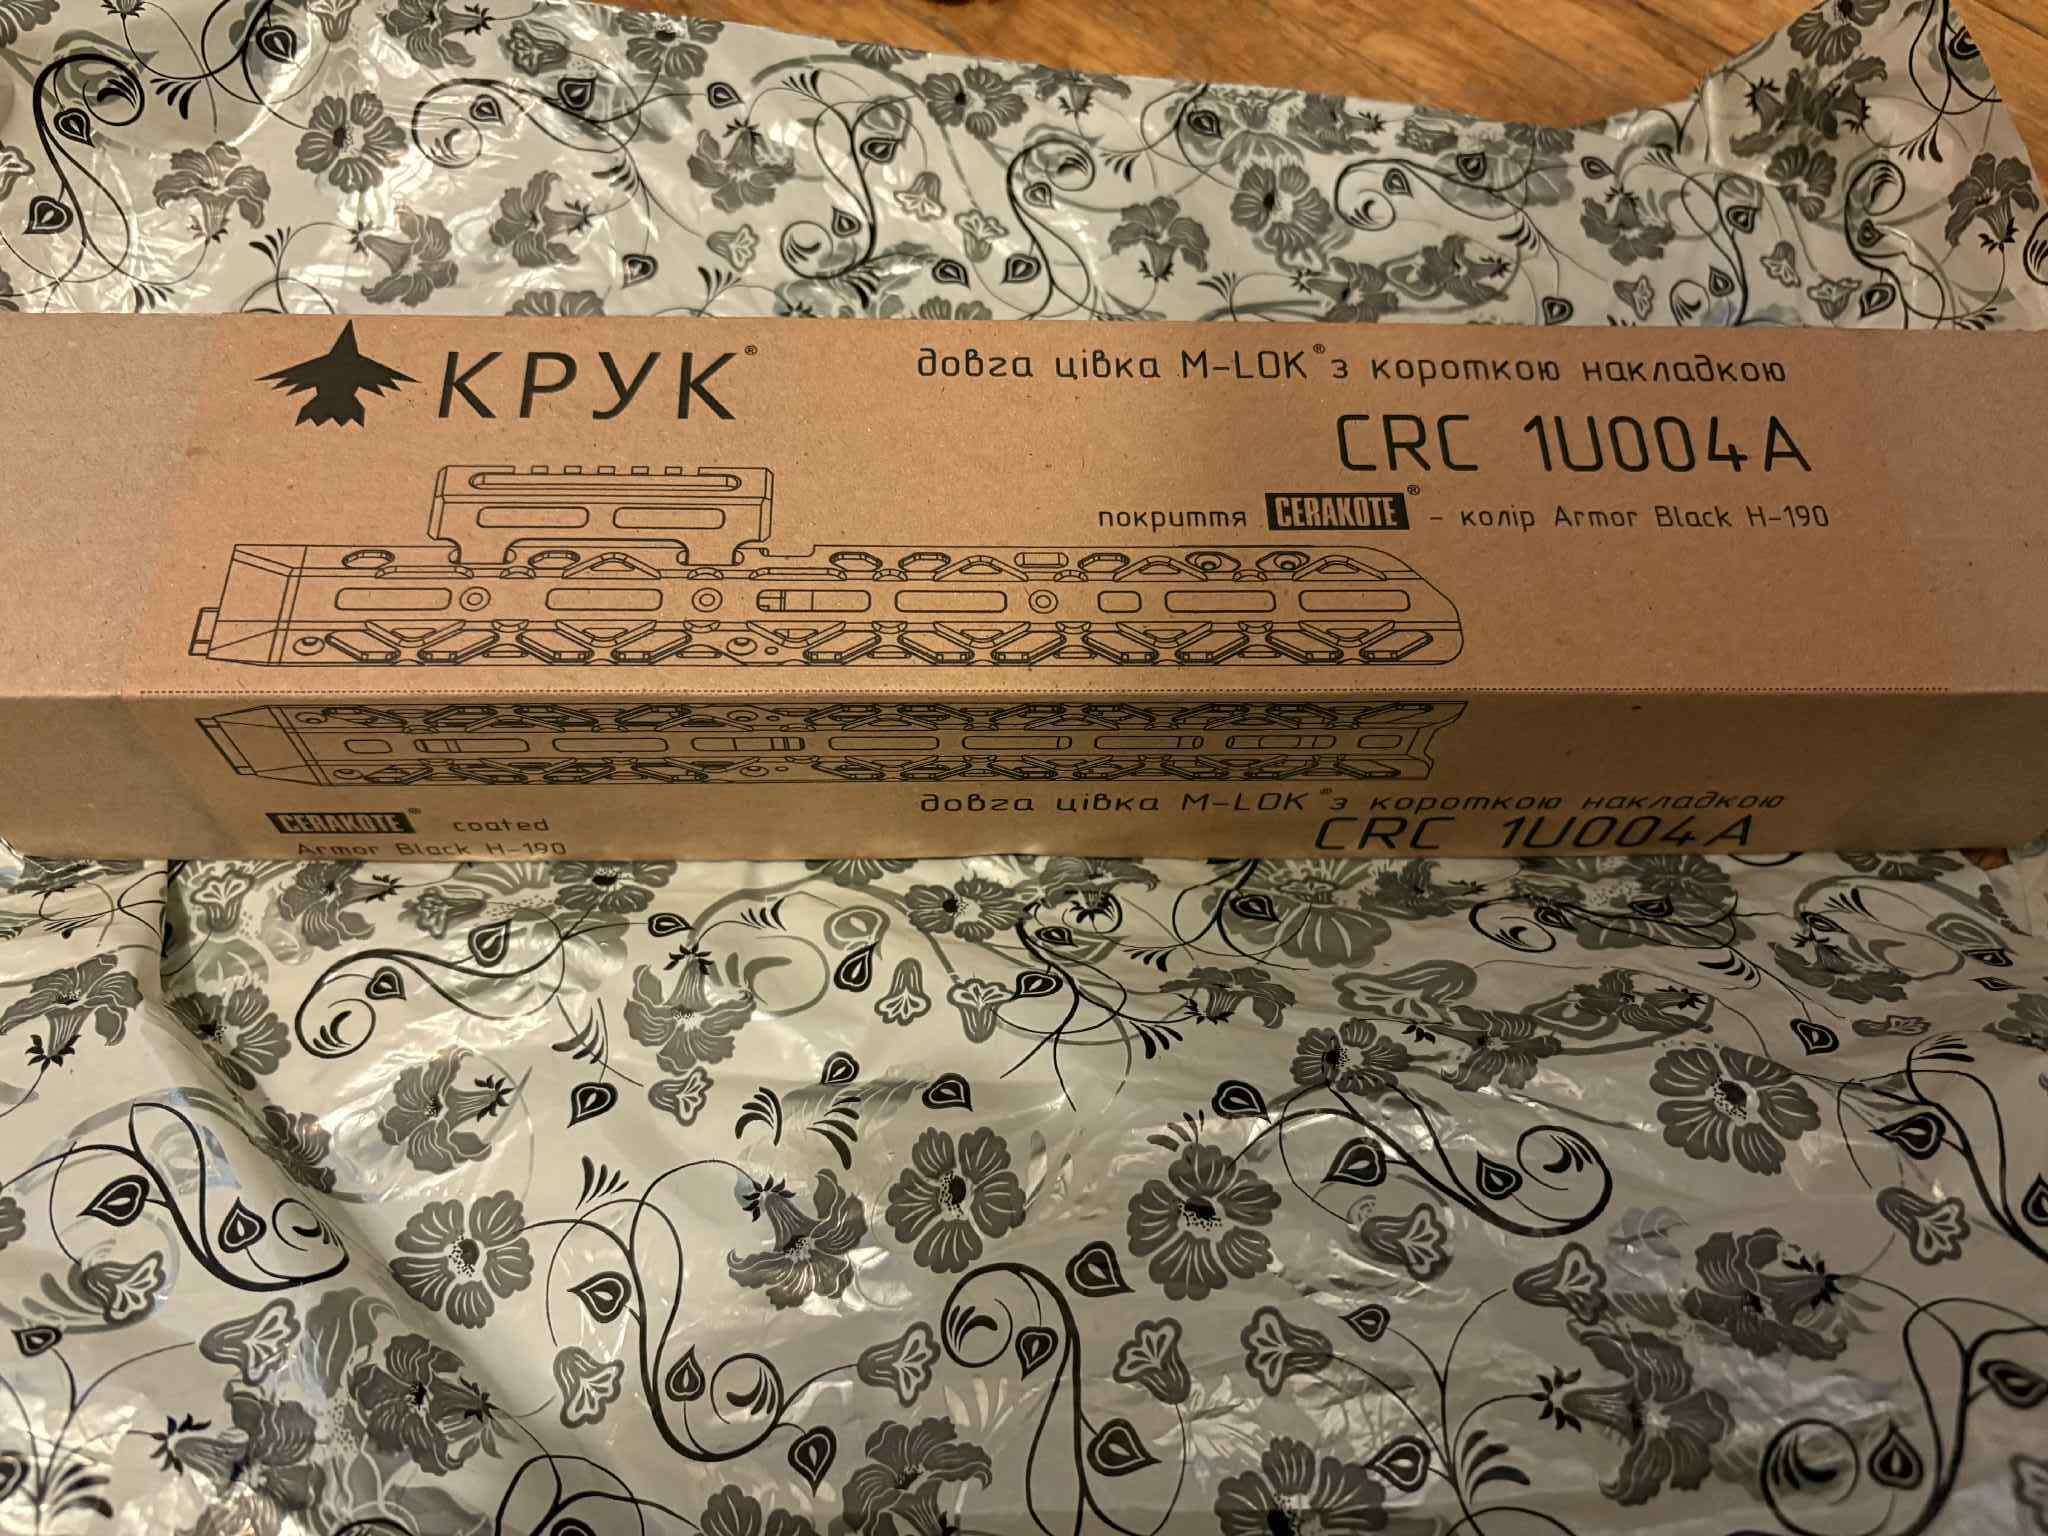 КРУК®
довга цівка M-LOK® з короткою накладкою
CRC 1U004A
покриття CERAKOTE® – колір Armor Black H-190
довга цівка M-LOK® з короткою накладкою
CRC 1U004A
CERAKOTE® coated
Armor Black H-190